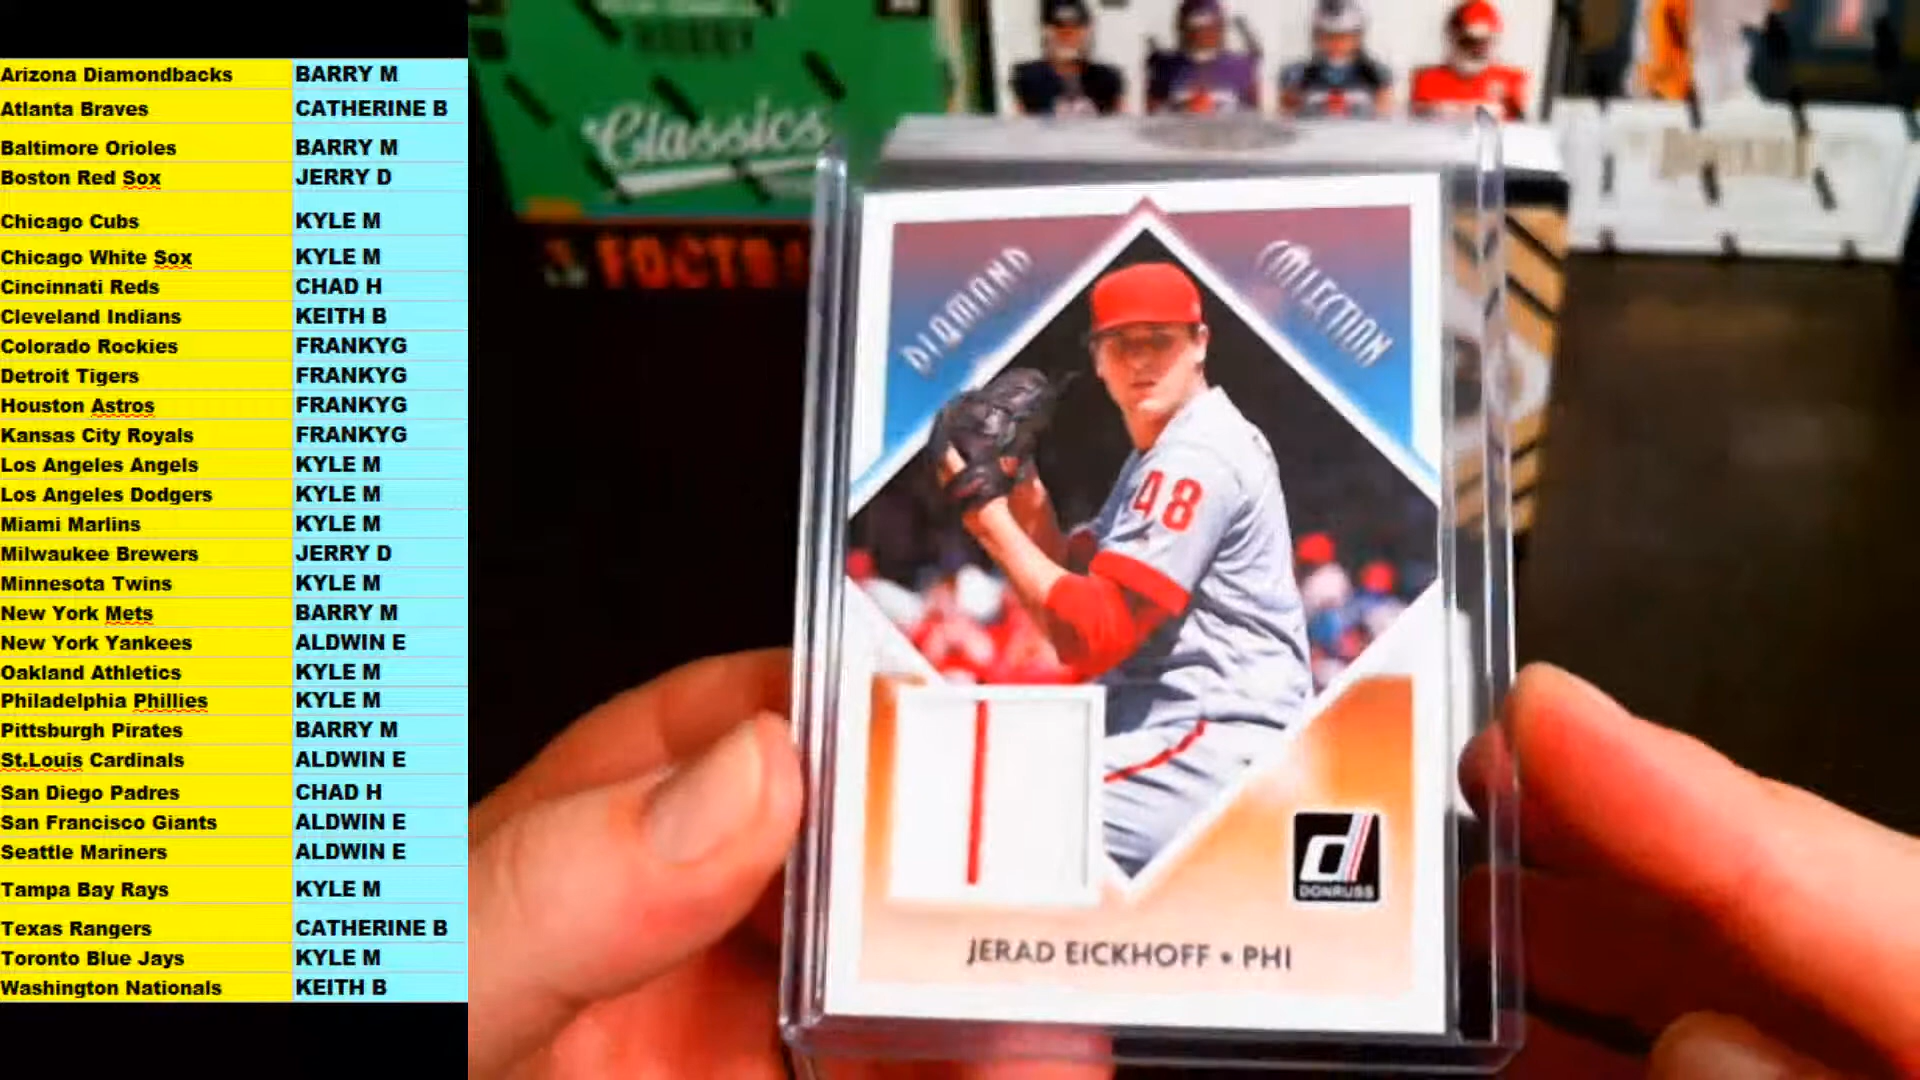 Arizona Diamondbacks BARRY M
Atlanta Braves CATHERINE B
Baltimore Orioles BARRY M
Boston Red Sox JERRY D
Chicago Cubs KYLE M
Chicago White Sox KYLE M
Cincinnati Reds CHAD H
Cleveland Indians KEITH B
Colorado Rockies FRANKYG
Detroit Tigers FRANKYG
Houston Astros FRANKYG
Kansas City Royals FRANKYG
Los Angeles Angels KYLE M
Los Angeles Dodgers KYLE M
Miami Marlins KYLE M
Milwaukee Brewers JERRY D
Minnesota Twins KYLE M
New York Mets BARRY M
New York Yankees ALDWIN E
Oakland Athletics KYLE M
Philadelphia Phillies KYLE M
Pittsburgh Pirates BARRY M
St.Louis Cardinals ALDWIN E
San Diego Padres CHAD H
San Francisco Giants ALDWIN E
Seattle Mariners ALDWIN E
Tampa Bay Rays KYLE M
Texas Rangers CATHERINE B
Toronto Blue Jays KYLE M
Washington Nationals KEITH B
HOBBY
Classics
DIAMOND COLLECTION
48
d
DONRUSS
JERAD EICKHOFF • PHI